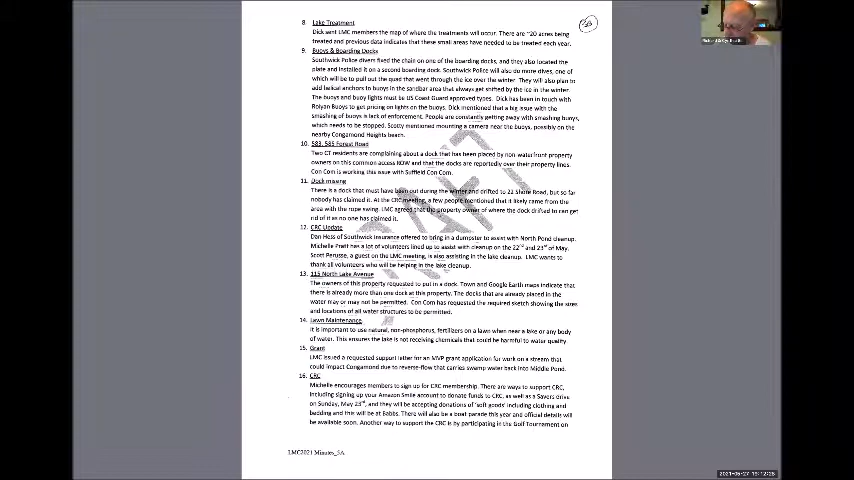 8. Lake Treatment
Dick sent LMC members the map of where the treatments will occur. There are ~20 acres being
treated and previous data indicates that these small areas have needed to be treated each year.
9. Buoys & Boarding Docks
Southwick Police divers fixed the chain on one of the boarding docks, and they also located the
plate and installed it on a second boarding dock. Southwick Police will also do more dives, one of
which will be to pull out the quad that went through the ice over the winter. They will also plan to
add helical anchors to buoys in the sandbar area that always get shifted by the ice in the winter.
The buoys and buoy lights must be US Coast Guard approved types. Dick has been in touch with
Rolyan Buoys to get pricing on lights on the buoys. Dick mentioned that a big issue with the
smashing of buoys is lack of enforcement. People are constantly getting away with smashing buoys,
which needs to be stopped. Scotty mentioned mounting a camera near the buoys, possibly on the
nearby Congamond Heights beach.
10. 583, 585 Forest Road
Two CT residents are complaining about a dock that has been placed by non-waterfront property
owners on this common access ROW and that the docks are reportedly over their property lines.
Con Com is working this issue with Suffield Con Com.
11. Dock missing
There is a dock that must have been out during the winter and drifted to 22 Shore Road, but so far
nobody has claimed it. At the CRC meeting, a few people mentioned that it likely came from the
area with the rope swing. LMC agreed that the property owner of where the dock drifted to can get
rid of it as no one has claimed it.
12. CRC Update
Dan Hess of Southwick Insurance offered to bring in a dumpster to assist with North Pond cleanup.
Michelle Pratt has a lot of volunteers lined up to assist with cleanup on the 22nd and 23rd of May.
Scott Perusse, a guest on the LMC meeting, is also assisting in the lake cleanup. LMC wants to
thank all volunteers who will be helping in the lake cleanup.
13. 115 North Lake Avenue
The owners of this property requested to put in a dock. Town and Google Earth maps indicate that
there is already more than one dock at this property. The docks that are already placed in the
water may or may not be permitted. Con Com has requested the required sketch showing the sizes
and locations of all water structures to be permitted.
14. Lawn Maintenance
It is important to use natural, non-phosphorus, fertilizers on a lawn when near a lake or any body
of water. This ensures the lake is not receiving chemicals that could be harmful to water quality.
15. Grant
LMC issued a requested support letter for an MVP grant application for work on a stream that
could impact Congamond due to reverse-flow that carries swamp water back into Middle Pond.
16. CRC
Michelle encourages members to sign up for CRC membership. There are ways to support CRC,
including signing up your Amazon Smile account to donate funds to CRC, as well as a Savers drive
on Sunday, May 23rd, and they will be accepting donations of 'soft goods' including clothing and
bedding and this will be at Babbs. There will also be a boat parade this year and official details will
be available soon. Another way to support the CRC is by participating in the Golf Tournament on
LMC2021 Minutes_5A
DRAFT
2021-05-27 19:12:28